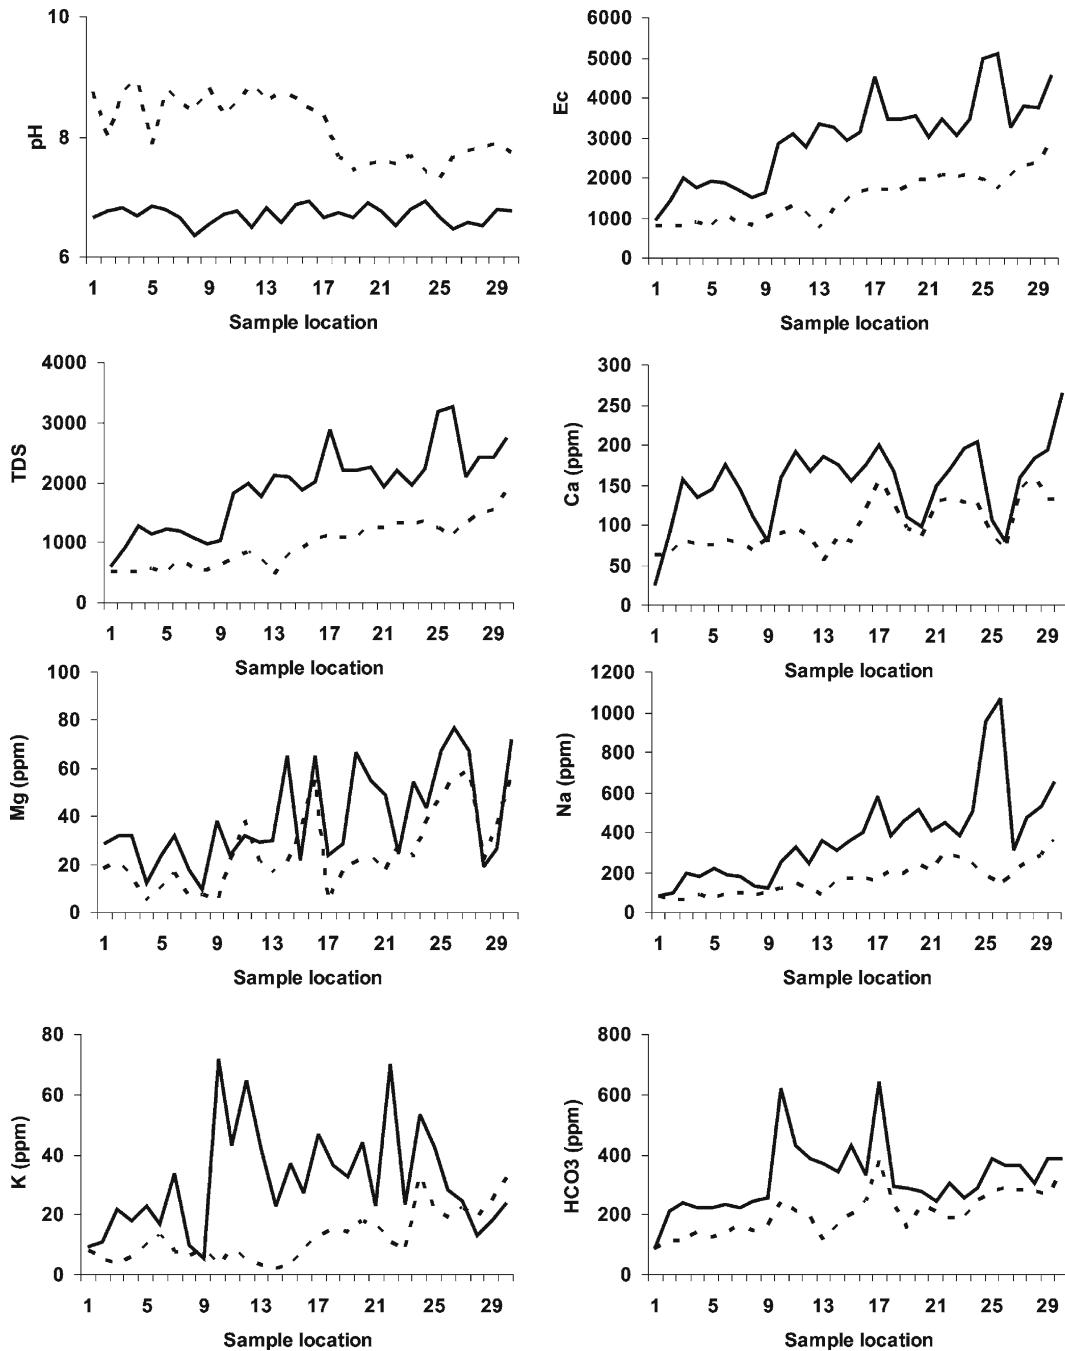 pH
10
8
6
1 5 9 13 17 21 25 29
Sample location
Ec
6000
5000
4000
3000
2000
1000
0
1 5 9 13 17 21 25 29
Sample location
TDS
4000
3000
2000
1000
0
1 5 9 13 17 21 25 29
Sample location
Ca (ppm)
300
250
200
150
100
50
0
1 5 9 13 17 21 25 29
Sample location
Mg (ppm)
100
80
60
40
20
0
1 5 9 13 17 21 25 29
Sample location
Na (ppm)
1200
1000
800
600
400
200
0
1 5 9 13 17 21 25 29
Sample location
K (ppm)
80
60
40
20
0
1 5 9 13 17 21 25 29
Sample location
HCO3 (ppm)
800
600
400
200
0
1 5 9 13 17 21 25 29
Sample location